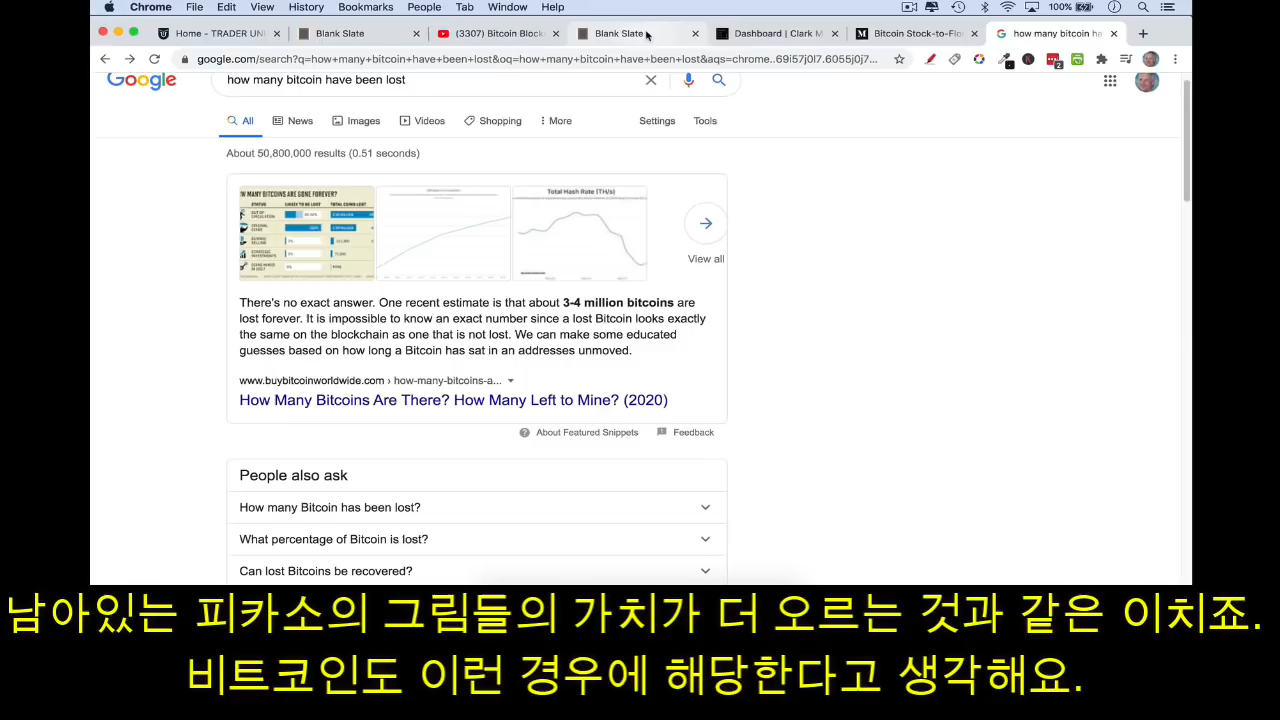 Chrome File Edit View History Bookmarks People Tab Window Help 100%
Home - TRADER UNI Blank Slate (3307) Bitcoin Block Blank Slate Dashboard | Clark M Bitcoin Stock-to-Flo how many bitcoin ha
google.com/search?q=how+many+bitcoin+have+been+lost&oq=how+many+bitcoin+have+been+lost&aqs=chrome..69i57j0l7.6055j0j7...
Google how many bitcoin have been lost
All News Images Videos Shopping More Settings Tools
About 50,800,000 results (0.51 seconds)
W MANY BITCOINS ARE GONE FOREVER?
Total Hash Rate (TH/s)
View all
There's no exact answer. One recent estimate is that about 3-4 million bitcoins are
lost forever. It is impossible to know an exact number since a lost Bitcoin looks exactly
the same on the blockchain as one that is not lost. We can make some educated
guesses based on how long a Bitcoin has sat in an addresses unmoved.
www.buybitcoinworldwide.com › how-many-bitcoins-a...
How Many Bitcoins Are There? How Many Left to Mine? (2020)
About Featured Snippets Feedback
People also ask
How many Bitcoin has been lost?
What percentage of Bitcoin is lost?
Can lost Bitcoins be recovered?
남아있는 피카소의 그림들의 가치가 더 오르는 것과 같은 이치죠.
비트코인도 이런 경우에 해당한다고 생각해요.